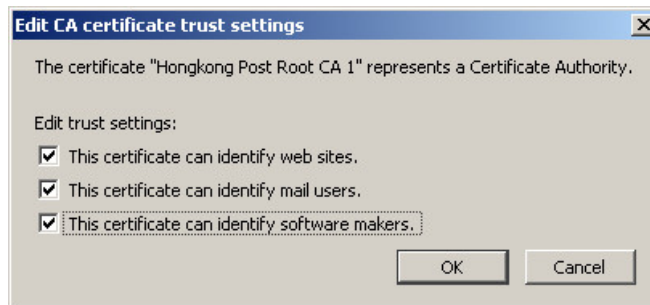 Edit CA certificate trust settings
The certificate "Hongkong Post Root CA 1" represents a Certificate Authority.
Edit trust settings:
This certificate can identify web sites.
This certificate can identify mail users.
This certificate can identify software makers.
OK Cancel